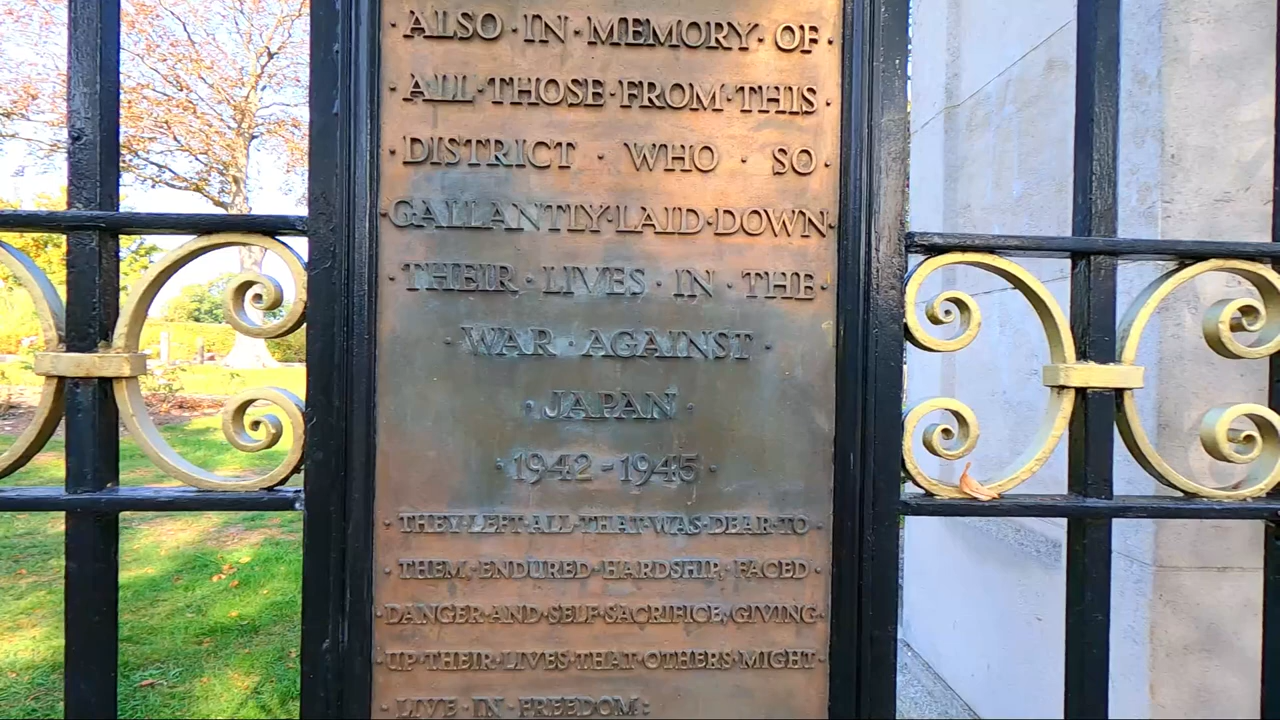 ·ALSO·IN·MEMORY·OF·
·ALL·THOSE·FROM·THIS·
·DISTRICT·WHO·SO·
·GALLANTLY·LAID·DOWN·
·THEIR·LIVES·IN·THE·
·WAR·AGAINST·
·JAPAN·
·1942-1945·
·THEY·LEFT·ALL·THAT·WAS·DEAR·TO·
·THEM,·ENDURED·HARDSHIP,·FACED·
·DANGER·AND·SELF·SACRIFICE,·GIVING·
·UP·THEIR·LIVES·THAT·OTHERS·MIGHT·
·LIVE·IN·FREEDOM: